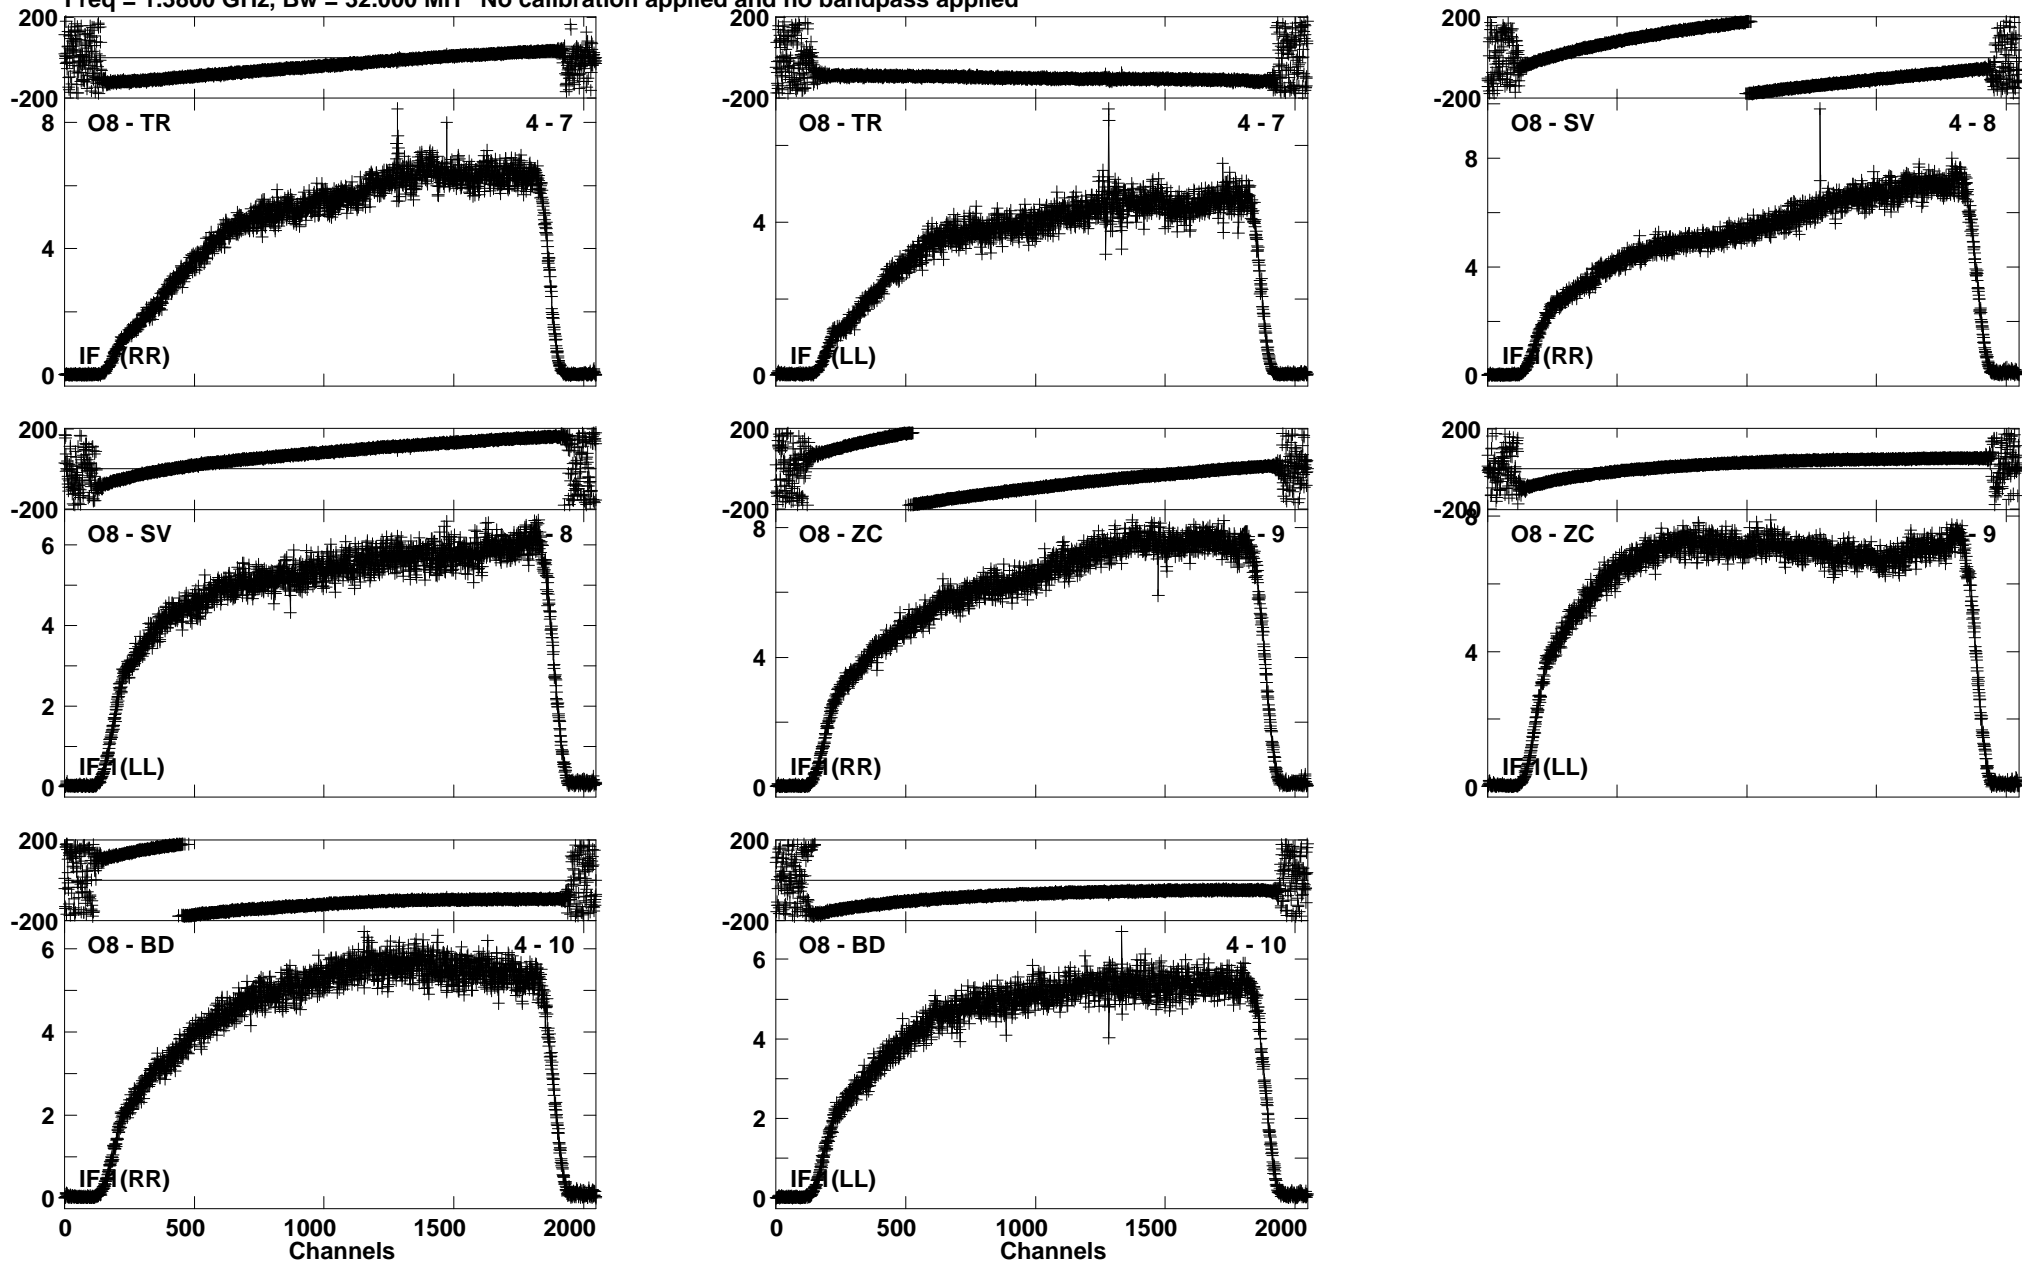 Freq = 1.3800 GHz, Bw = 32.000 MH No calibration applied and no bandpass applied
200
-200
O8 - TR 4 - 7
8
4
0
IF (RR)
200
-200
O8 - TR 4 - 7
4
0
IF (LL)
200
-200
O8 - SV 4 - 8
8
4
0
IF 1(RR)
200
-200
O8 - SV - 8
6
4
2
0
IF 1(LL)
200
-200
O8 - ZC - 9
8
4
0
IF 1(RR)
200
-200
O8 - ZC - 9
8
4
0
IF 1(LL)
200
-200
O8 - BD 4 - 10
6
4
2
0
IF 1(RR)
0 500 1000 1500 2000
Channels
200
-200
O8 - BD 4 - 10
6
4
2
0
IF 1(LL)
0 500 1000 1500 2000
Channels